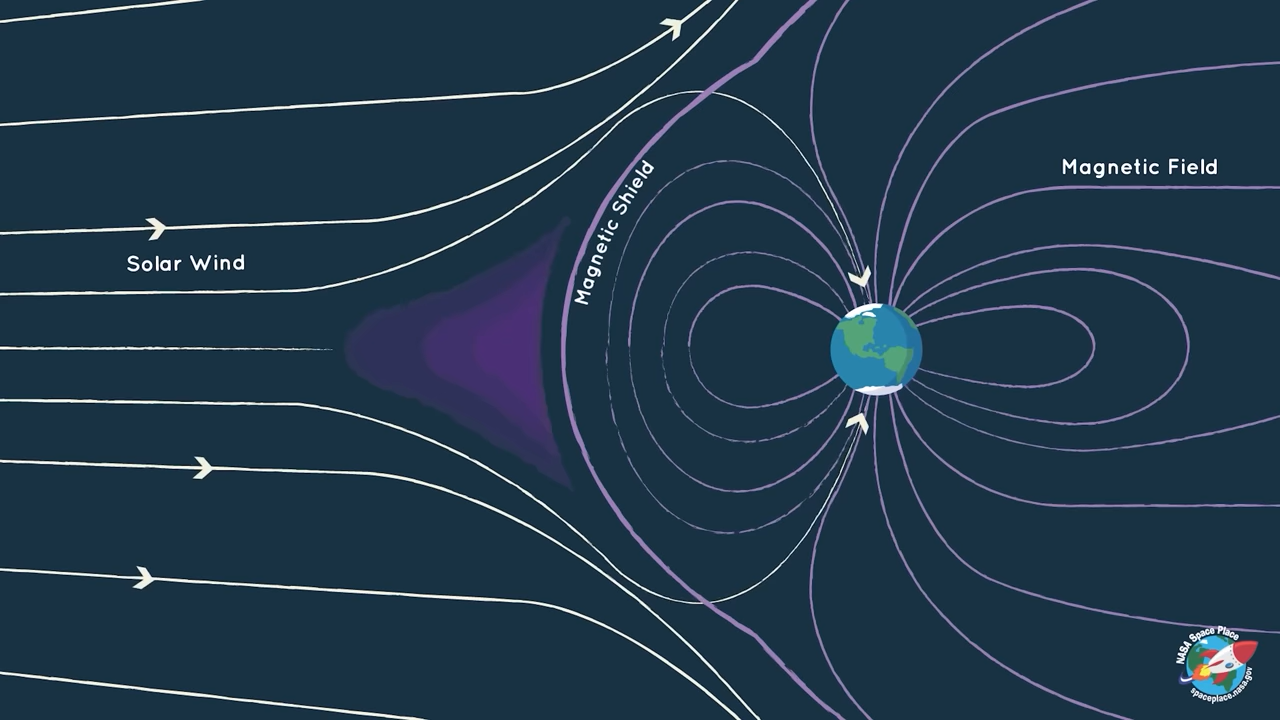 Magnetic Field
Magnetic Shield
Solar Wind
NASA Space Place
spaceplace.nasa.gov